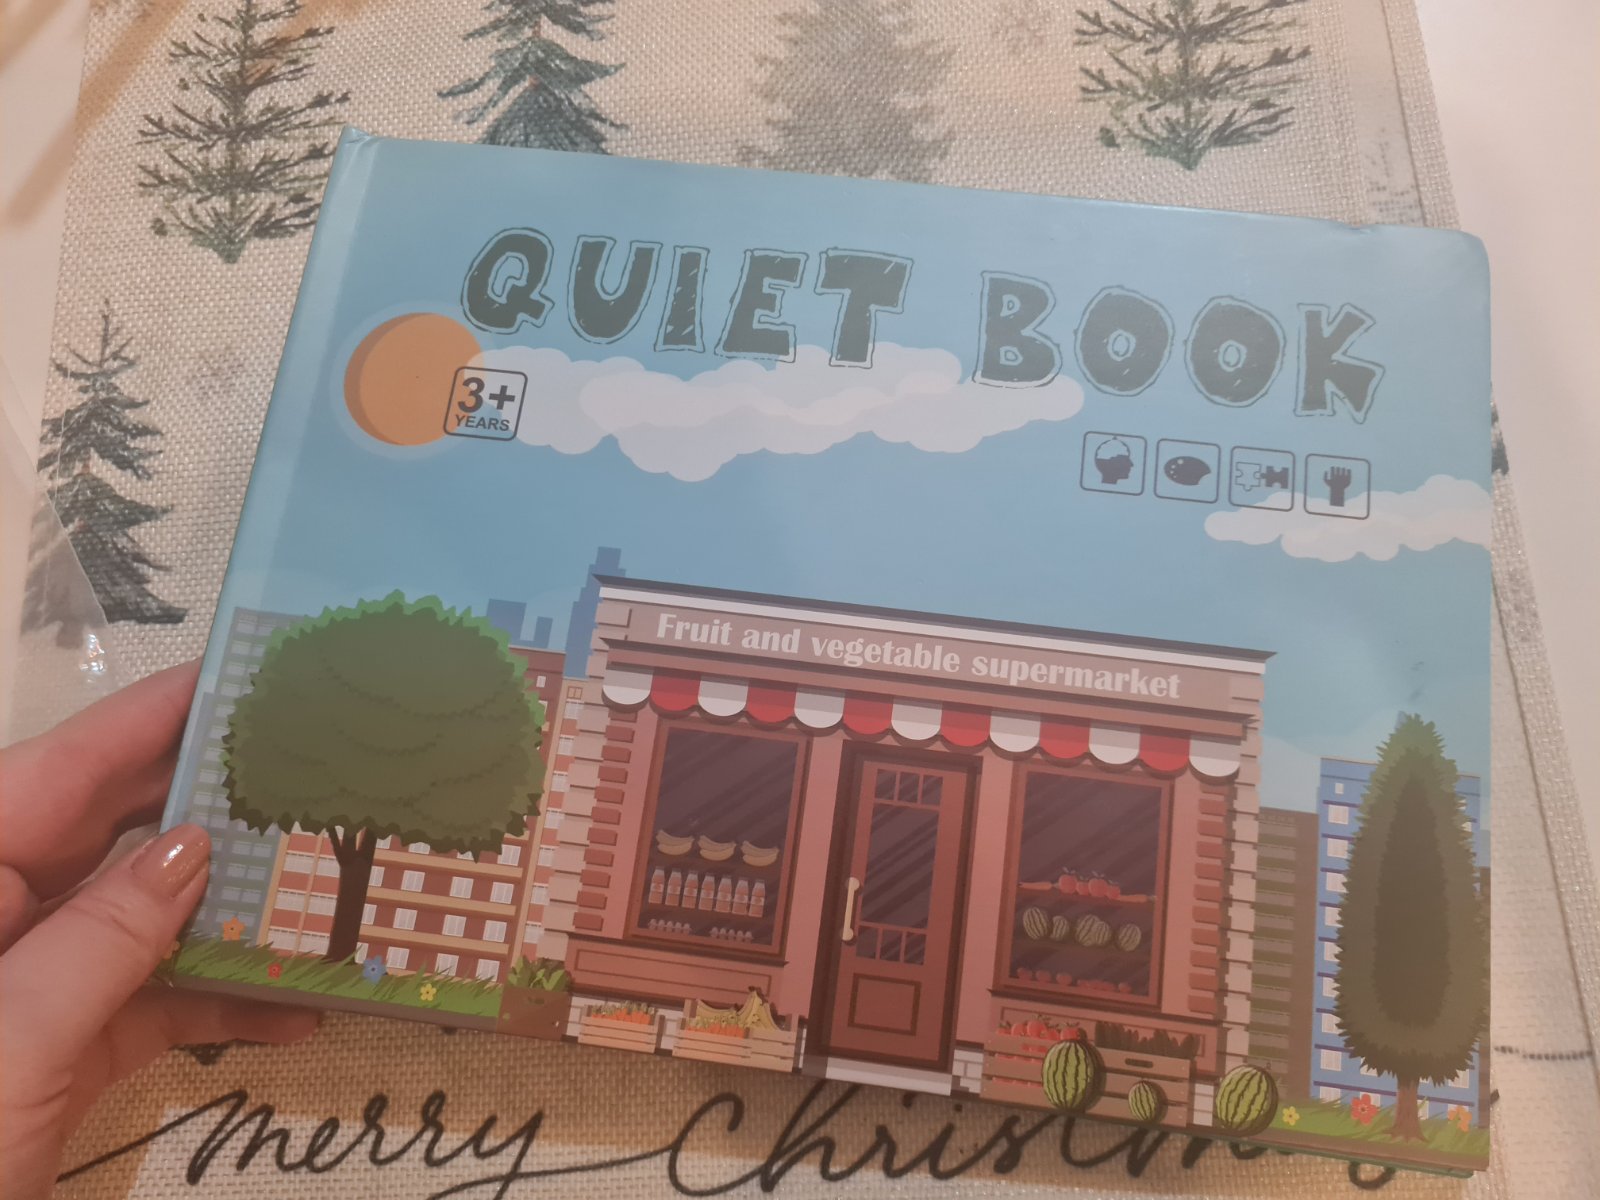 QUIET BOOK
3+
YEARS
Fruit and vegetable supermarket
merry Christmas